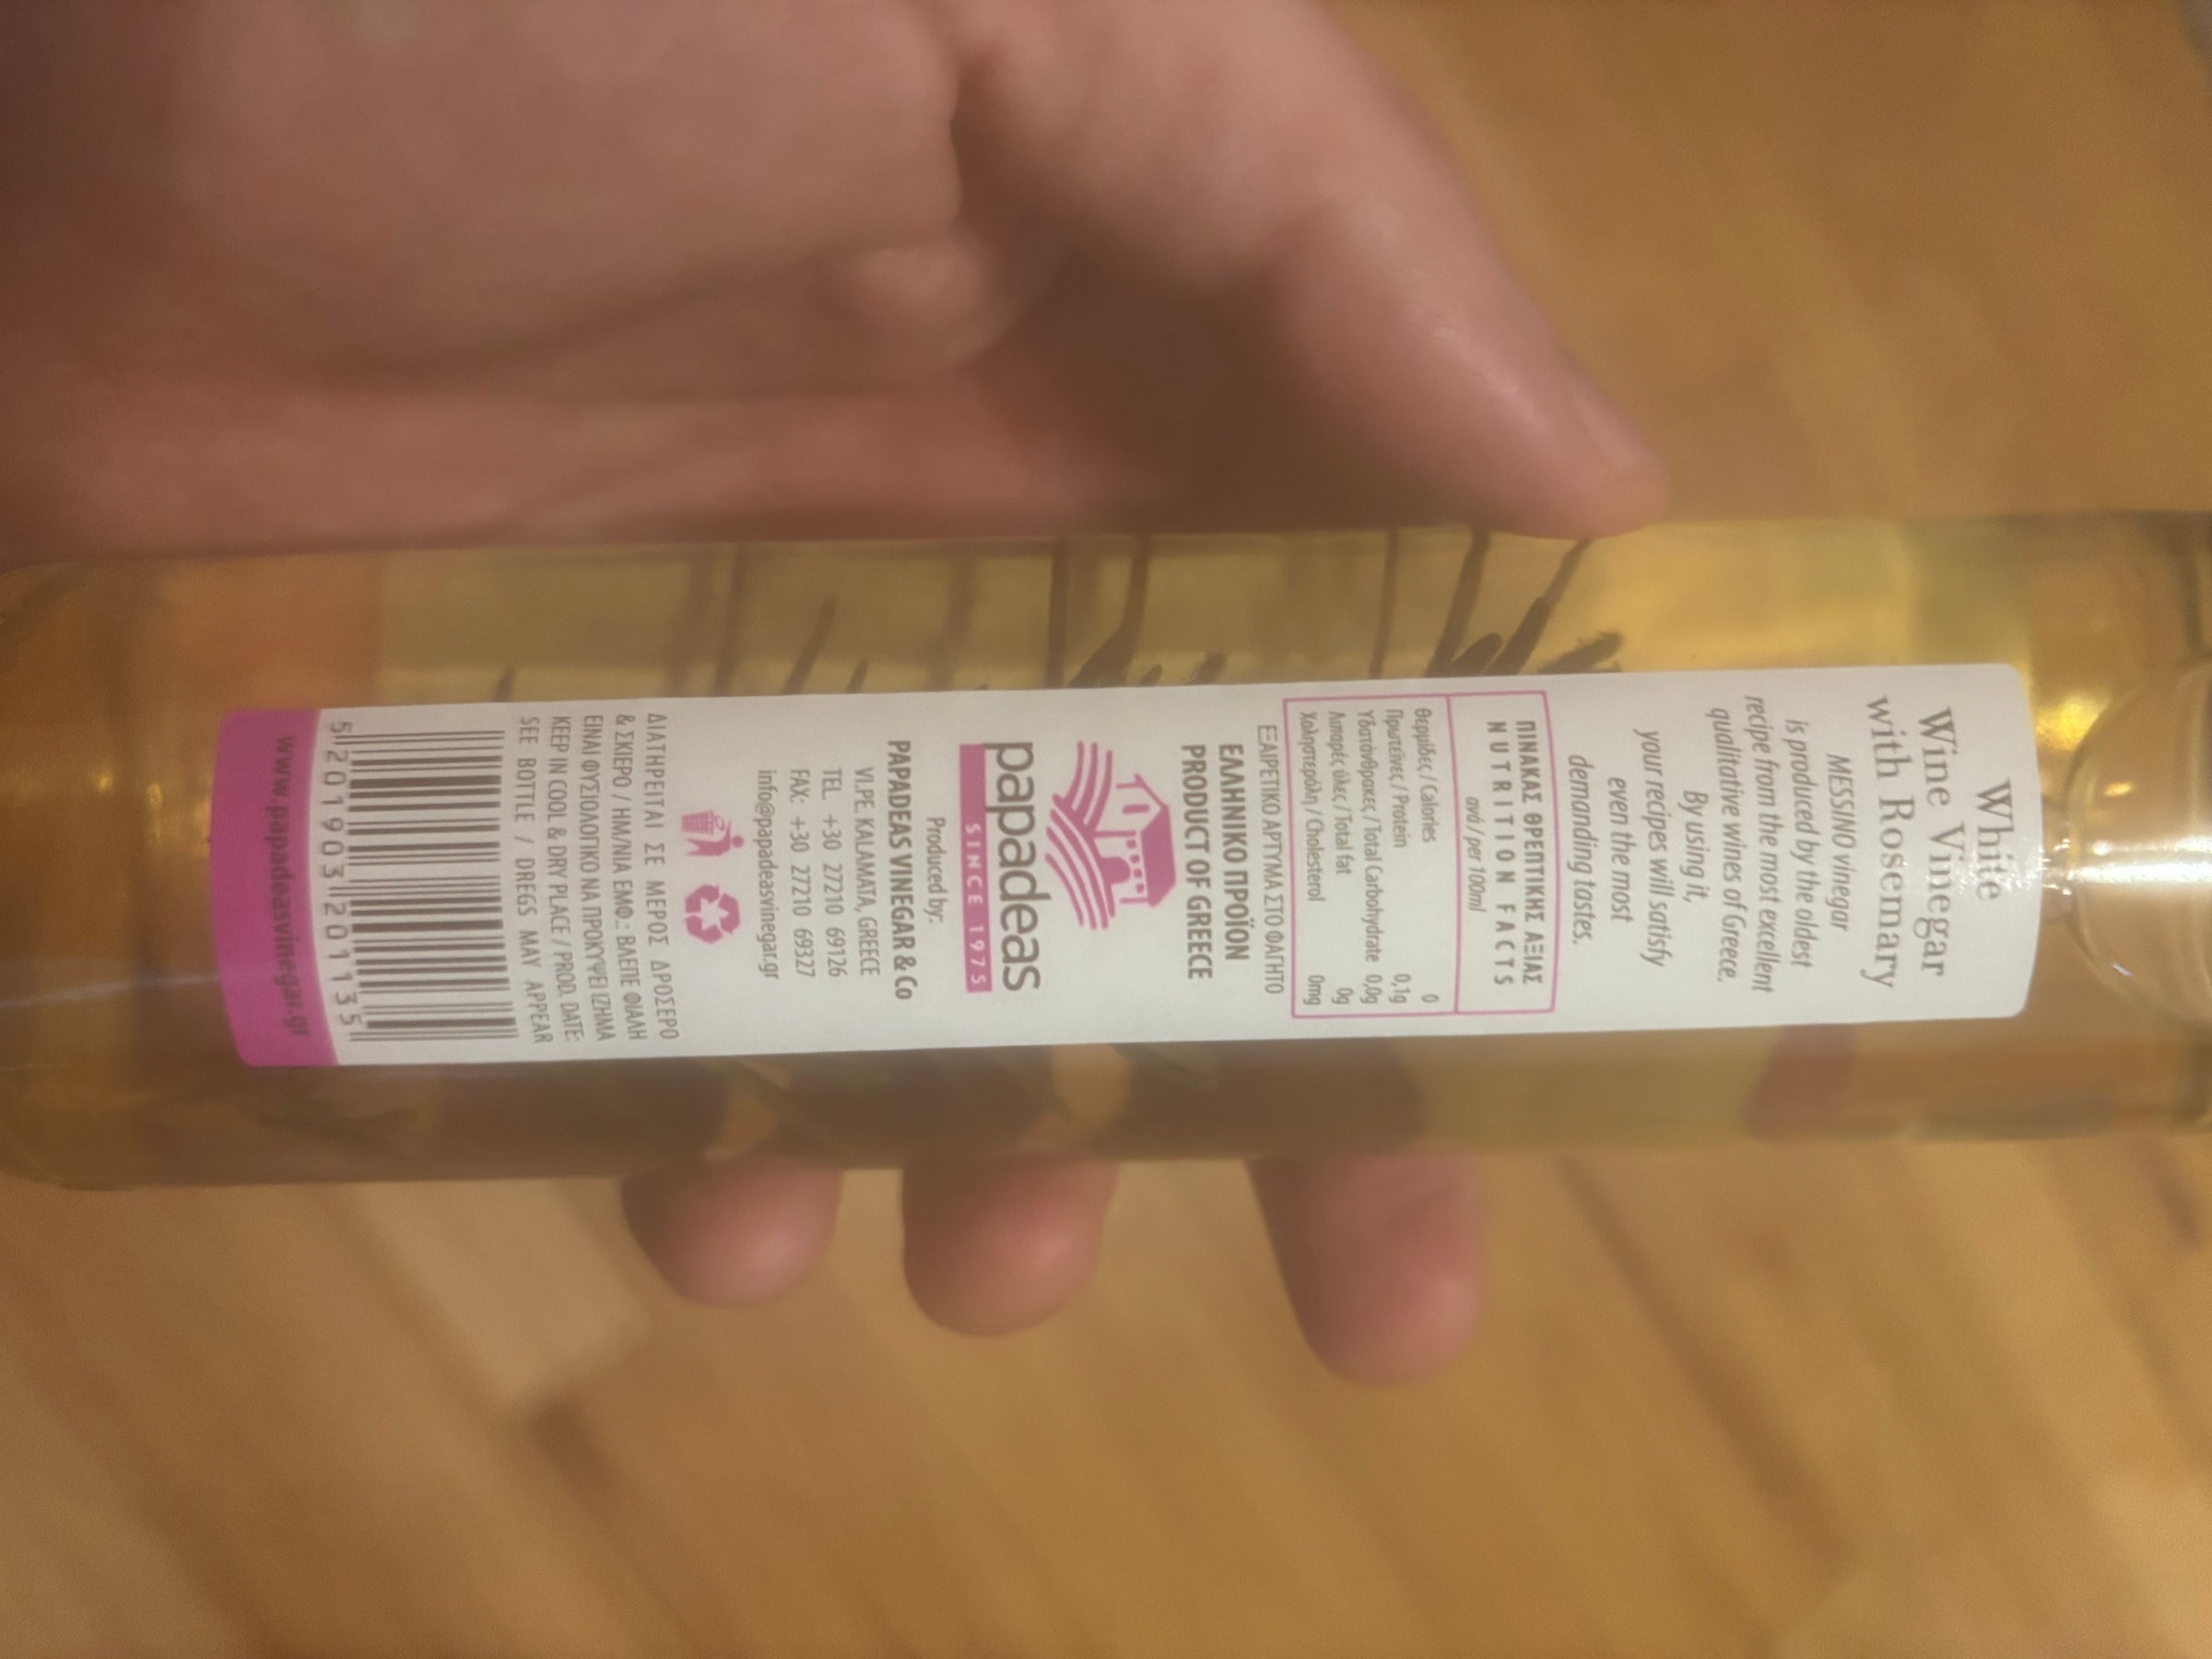 White
Wine Vinegar
with Rosemary
MESSINO vinegar
is produced by the oldest
recipe from the most excellent
qualitative wines of Greece.
By using it,
your recipes will satisfy
even the most
demanding tastes.
ΠΙΝΑΚΑΣ ΘΡΕΠΤΙΚΗΣ ΑΞΙΑΣ
NUTRITION FACTS
ανά / per 100ml
Θερμίδες / Calories 0
Πρωτεΐνες / Protein 0,1g
Υδατάνθρακες / Total Carbohydrate 0,0g
Λιπαρές ύλες / Total fat 0g
Χοληστερόλη / Cholesterol 0mg
ΕΞΑΙΡΕΤΙΚΟ ΑΡΤΥΜΑ ΣΤΟ ΦΑΓΗΤΟ
ΕΛΛΗΝΙΚΟ ΠΡΟΪΟΝ
PRODUCT OF GREECE
papadeas
SINCE 1975
Produced by:
PAPADEAS VINEGAR & Co
VI.PE. KALAMATA, GREECE
TEL. +30 27210 69126
FAX: +30 27210 69327
info@papadeasvinegar.gr
ΔΙΑΤΗΡΕΙΤΑΙ ΣΕ ΜΕΡΟΣ ΔΡΟΣΕΡΟ
& ΣΚΙΕΡΟ / ΗΜ/ΝΙΑ ΕΜΦ.: ΒΛΕΠΕ ΦΙΑΛΗ
ΕΙΝΑΙ ΦΥΣΙΟΛΟΓΙΚΟ ΝΑ ΠΡΟΚΥΨΕΙ ΙΖΗΜΑ
KEEP IN COOL & DRY PLACE / PROD. DATE:
SEE BOTTLE / DREGS MAY APPEAR
5 201903 201135
www.papadeasvinegar.gr